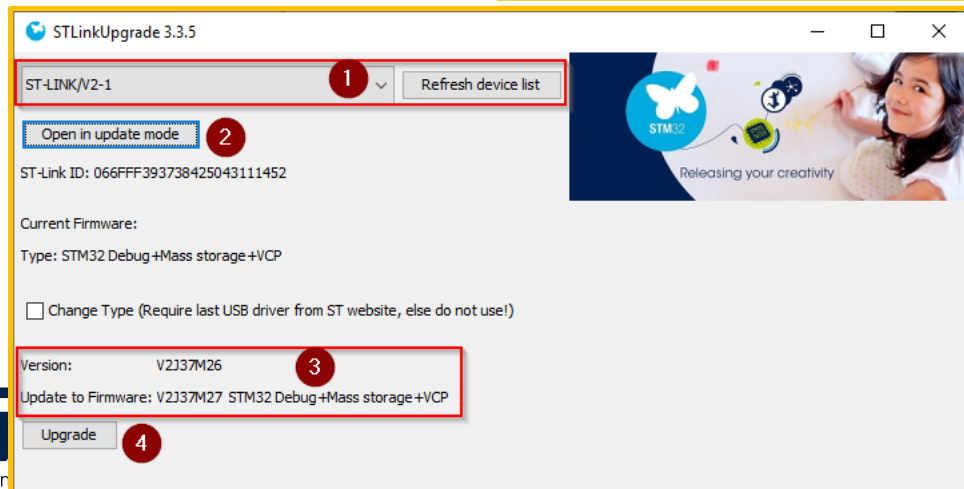 STLinkUpgrade 3.3.5
ST-LINK/V2-1
1
Refresh device list
Open in update mode
2
STM32
Releasing your creativity
ST-Link ID: 066FFF393738425043111452
Current Firmware:
Type: STM32 Debug+Mass storage+VCP
Change Type (Require last USB driver from ST website, else do not use!)
Version: V2J37M26
3
Update to Firmware: V2J37M27 STM32 Debug+Mass storage+VCP
Upgrade
4